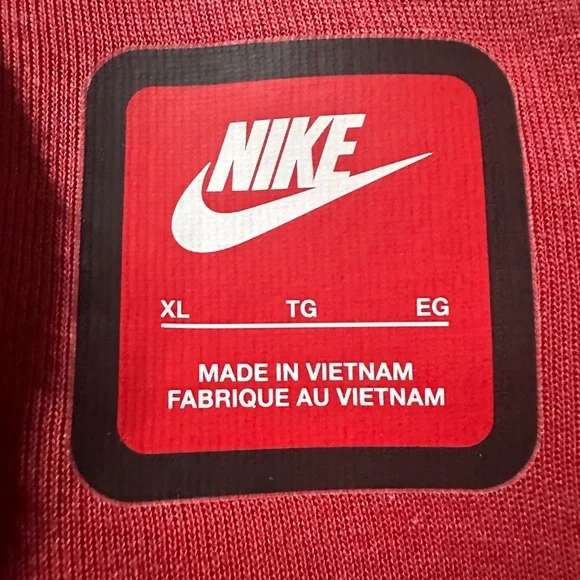 NIKE
XL TG EG
MADE IN VIETNAM
FABRIQUE AU VIETNAM